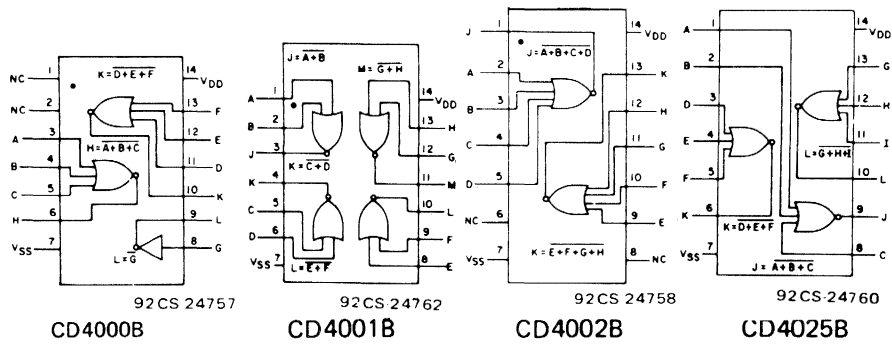 NC 1
NC 2
A 3
B 4
C 5
H 6
VSS 7
14 VDD
13 F
12 E
11 D
10 K
9 L
8 G
K=D+E+F
H=A+B+C
L=G
92CS 24757
CD4000B
J=A+B
M=G+H
A 1
B 2
J 3
K 4
C 5
D 6
VSS 7
14 VDD
13 H
12 G
11 M
10 L
9 F
8 E
K=C+D
L=E+F
92CS-24762
CD4001B
J 1
A 2
B 3
C 4
D 5
NC 6
VSS 7
14 VDD
13 K
12 H
11 G
10 F
9 E
8 NC
J=A+B+C+D
K=E+F+G+H
92CS-24758
CD4002B
A 1
B 2
D 3
E 4
F 5
K 6
VSS 7
14 VDD
13 G
12 H
11 I
10 L
9 J
8 C
L=G+H+I
K=D+E+F
J=A+B+C
92CS-24760
CD4025B